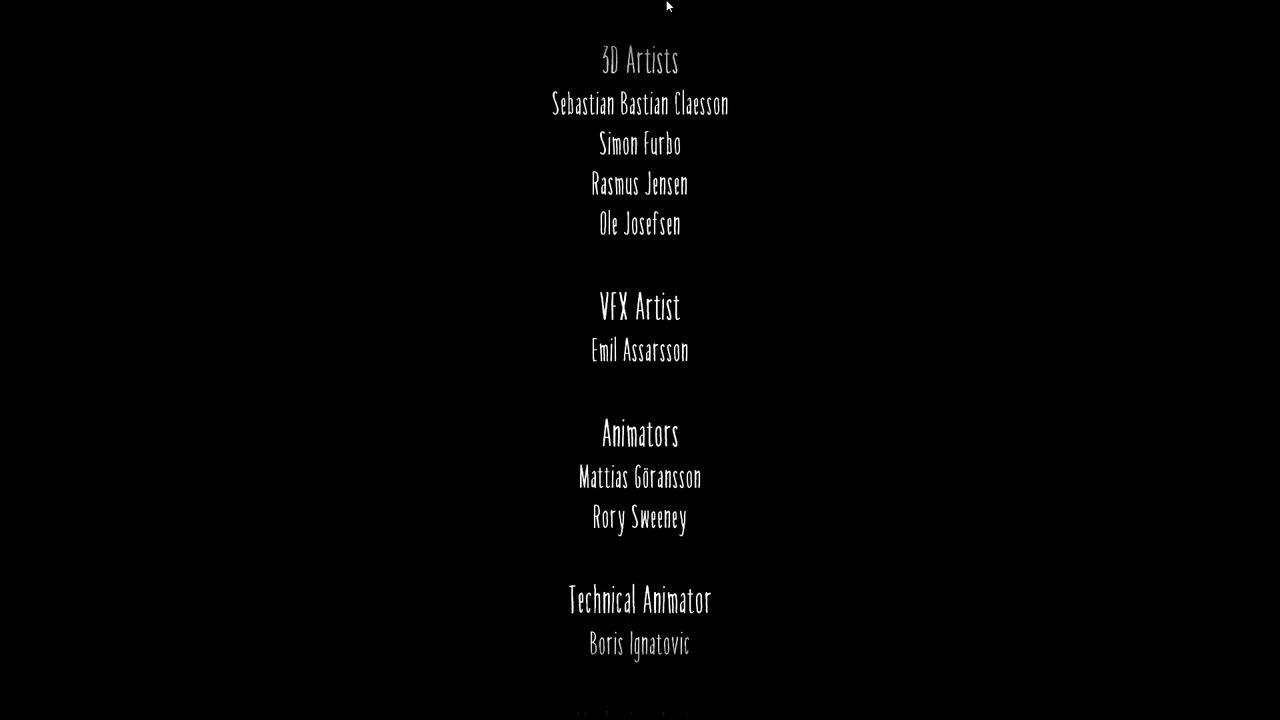 3D Artists
Sebastian Bastian Claesson
Simon Furbo
Rasmus Jensen
Ole Josefsen
VFX Artist
Emil Assarsson
Animators
Mattias Göransson
Rory Sweeney
Technical Animator
Boris Ignatovic